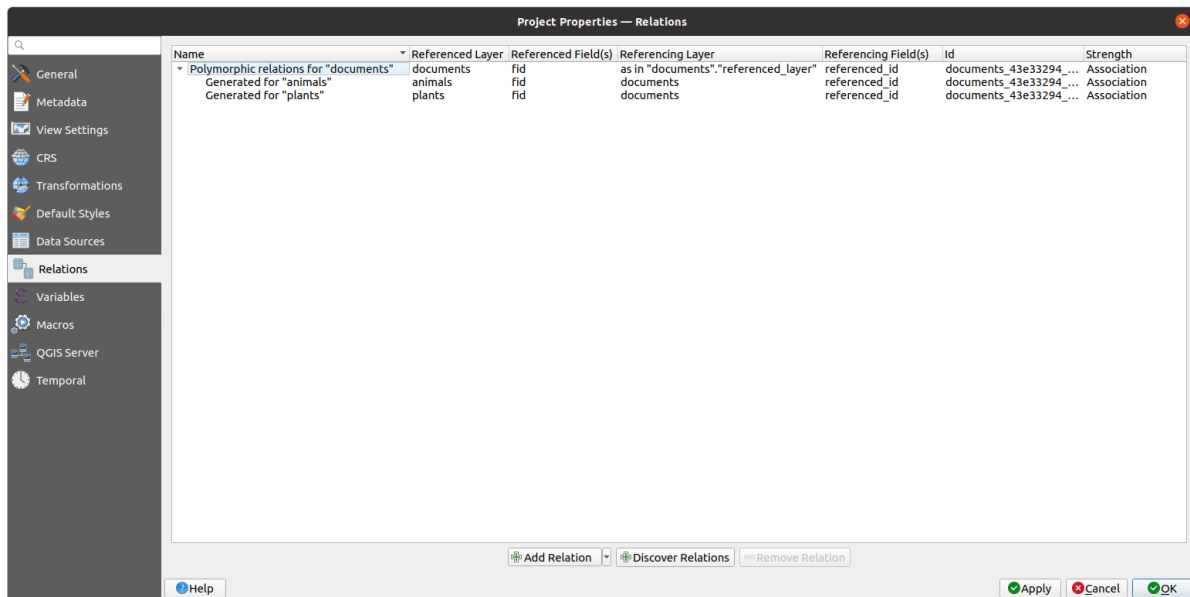 Project Properties — Relations
General
Metadata
View Settings
CRS
Transformations
Default Styles
Data Sources
Relations
Variables
Macros
QGIS Server
Temporal
Name Referenced Layer Referenced Field(s) Referencing Layer Referencing Field(s) Id Strength
Polymorphic relations for "documents" documents fid as in "documents"."referenced_layer" referenced_id documents_43e33294_... Association
Generated for "animals" animals fid documents referenced_id documents_43e33294_... Association
Generated for "plants" plants fid documents referenced_id documents_43e33294_... Association
Add Relation Discover Relations Remove Relation
Help Apply Cancel OK